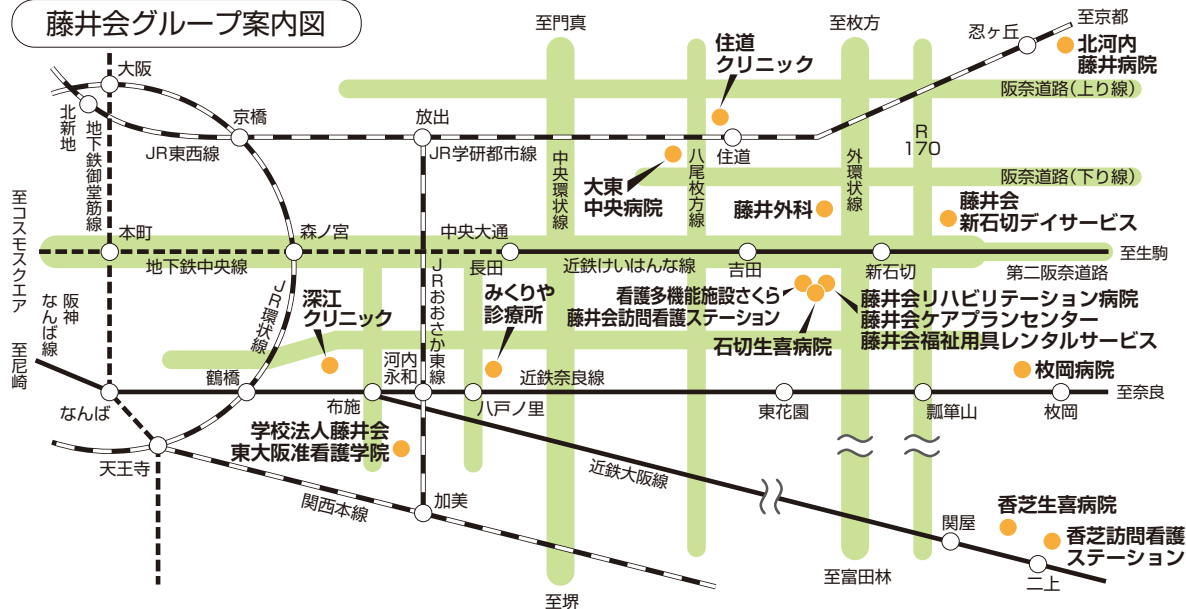 藤井会グループ案内図
至門真
至枚方
至京都
忍ヶ丘
北河内
藤井病院
住道
クリニック
大阪
北新地
地下鉄御堂筋線
京橋
放出
JR東西線
JR学研都市線
中央環状線
八尾枚方線
住道
外環状線
R
170
阪奈道路(上り線)
阪奈道路(下り線)
大東
中央病院
藤井外科
藤井会
新石切デイサービス
至コスモスクエア
本町
森ノ宮
中央大通
長田
地下鉄中央線
近鉄けいはんな線
吉田
新石切
至生駒
第二阪奈道路
阪神
なんば線
至尼崎
JR環状線
深江
クリニック
JRおおさか東線
みくりや
診療所
看護多機能施設さくら
藤井会訪問看護ステーション
石切生喜病院
藤井会リハビリテーション病院
藤井会ケアプランセンター
藤井会福祉用具レンタルサービス
なんば
鶴橋
布施
河内
永和
八戸ノ里
近鉄奈良線
東花園
瓢箪山
枚岡病院
枚岡
至奈良
天王寺
学校法人藤井会
東大阪准看護学院
関西本線
加美
近鉄大阪線
関屋
香芝生喜病院
香芝訪問看護
ステーション
二上
至堺
至富田林